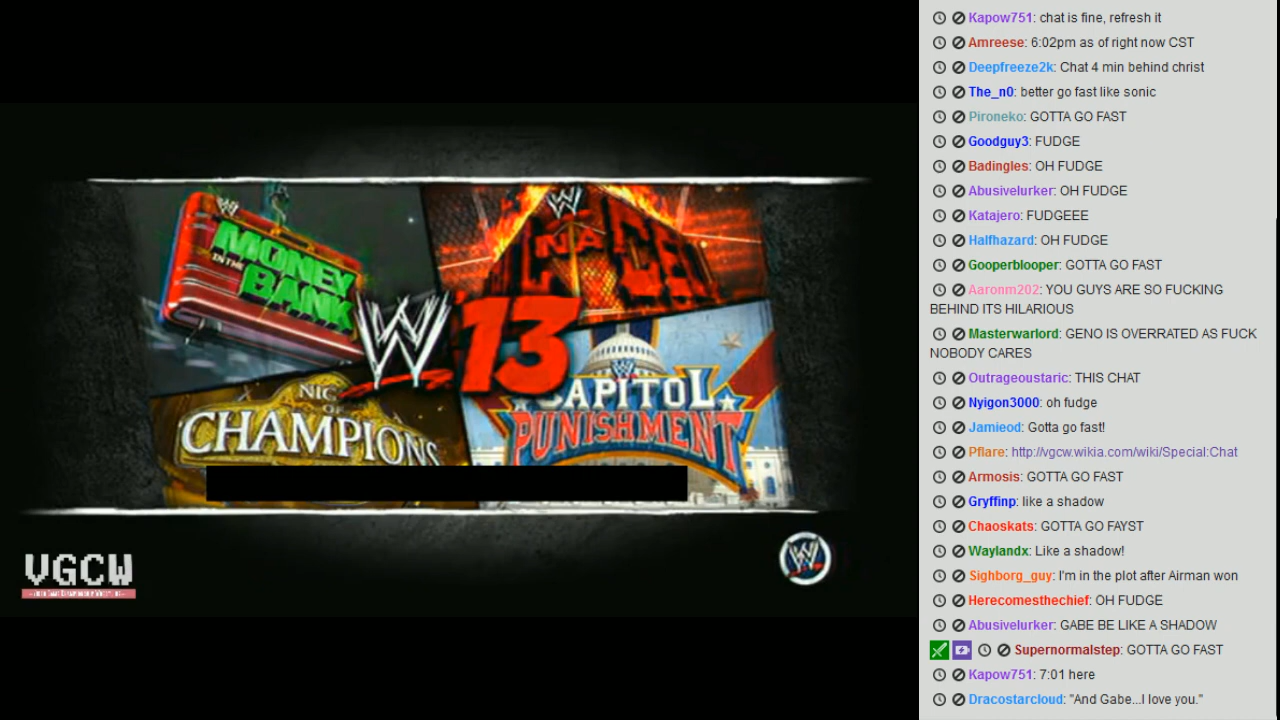 MONEY
IN THE
BANK
W
13
NIG
OF
CHAMPIONS
CAPITOL
PUNISHMENT
VGCW
Kapow751: chat is fine, refresh it
Amreese: 6:02pm as of right now CST
Deepfreeze2k: Chat 4 min behind christ
The_n0: better go fast like sonic
Pironeko: GOTTA GO FAST
Goodguy3: FUDGE
Badingles: OH FUDGE
Abusivelurker: OH FUDGE
Katajero: FUDGEEE
Halfhazard: OH FUDGE
Gooperblooper: GOTTA GO FAST
Aaronm202: YOU GUYS ARE SO FUCKING
BEHIND ITS HILARIOUS
Masterwarlord: GENO IS OVERRATED AS FUCK
NOBODY CARES
Outrageoustaric: THIS CHAT
Nyigon3000: oh fudge
Jamieod: Gotta go fast!
Pflare: http://vgcw.wikia.com/wiki/Special:Chat
Armosis: GOTTA GO FAST
Gryffinp: like a shadow
Chaoskats: GOTTA GO FAYST
Waylandx: Like a shadow!
Sighborg_guy: I'm in the plot after Airman won
Herecomesthechief: OH FUDGE
Abusivelurker: GABE BE LIKE A SHADOW
Supernormalstep: GOTTA GO FAST
Kapow751: 7:01 here
Dracostarcloud: "And Gabe...I love you."